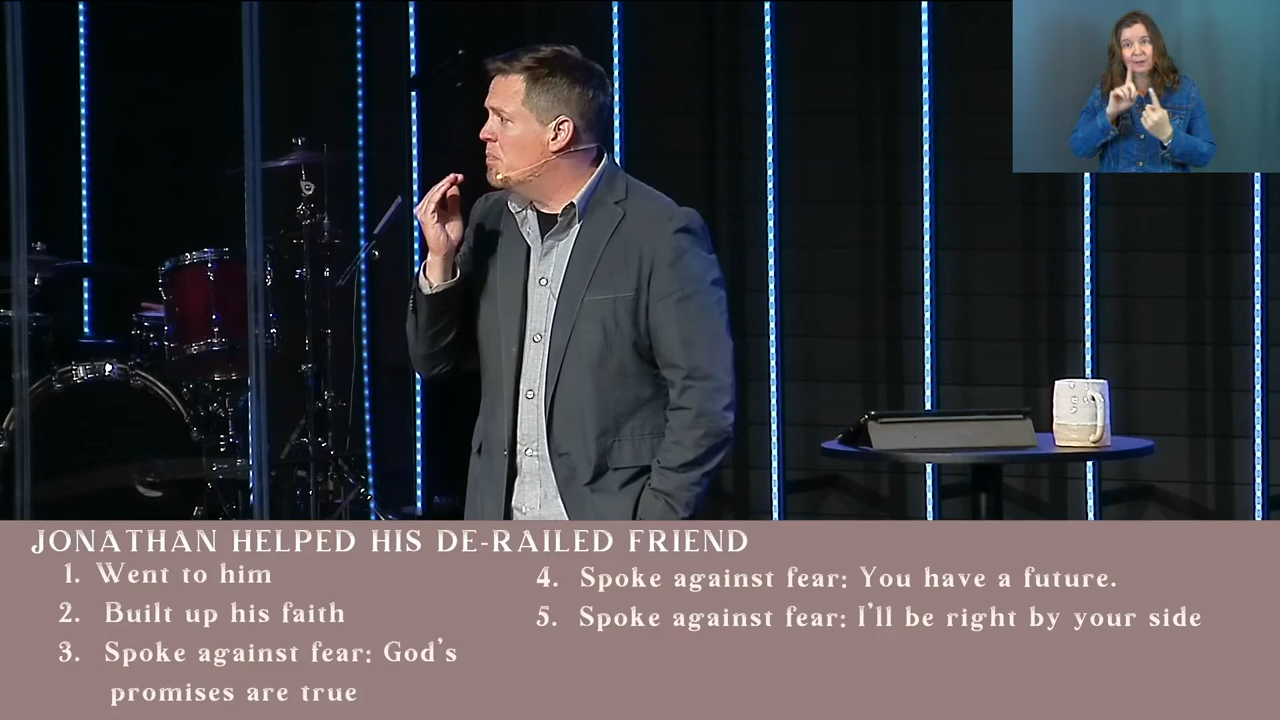 JONATHAN HELPED HIS DE-RAILED FRIEND
1. Went to him
2. Built up his faith
3. Spoke against fear: God's
promises are true
4. Spoke against fear: You have a future.
5. Spoke against fear: I'll be right by your side